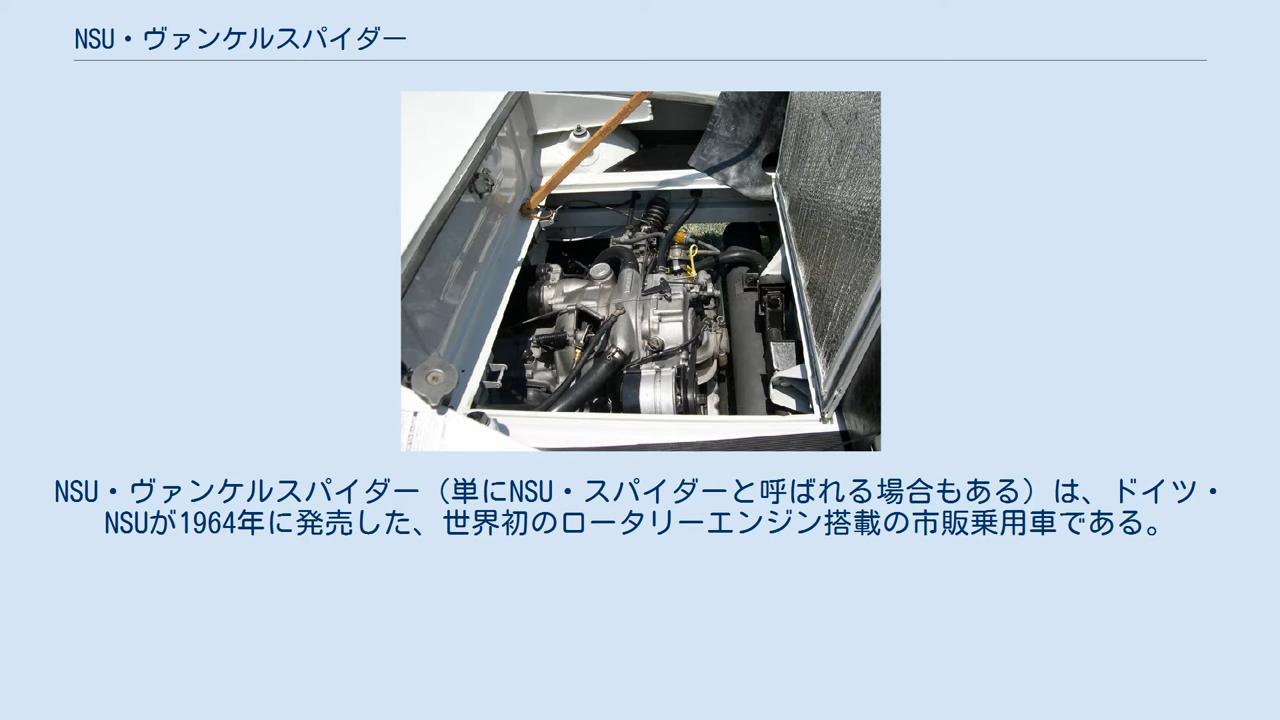 NSU・ヴァンケルスパイダー
NSU・ヴァンケルスパイダー（単にNSU・スパイダーと呼ばれる場合もある）は、ドイツ・
NSUが1964年に発売した、世界初のロータリーエンジン搭載の市販乗用車である。